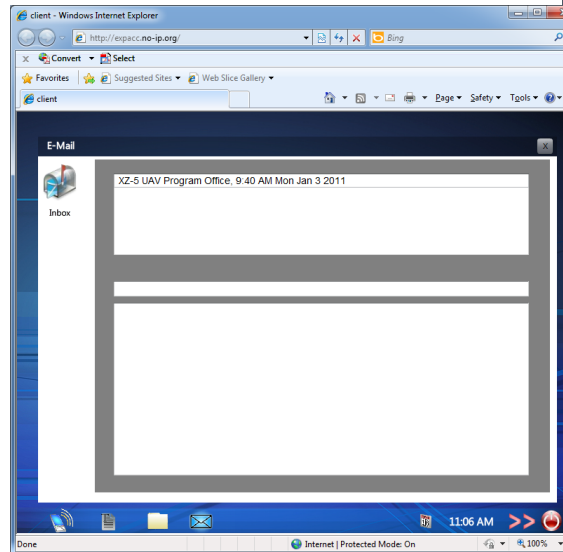 client - Windows Internet Explorer
http://expacc.no-ip.org/
Bing
x Convert Select
Favorites Suggested Sites Web Slice Gallery
client Page Safety Tools
E-Mail X
XZ-5 UAV Program Office, 9:40 AM Mon Jan 3 2011
Inbox
11:06 AM >>
Done Internet | Protected Mode: On 100%